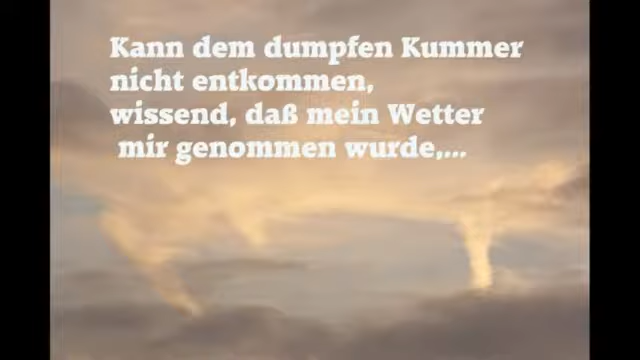 Kann dem dumpfen Kummer
nicht entkommen,
wissend, daß mein Wetter
mir genommen wurde,...